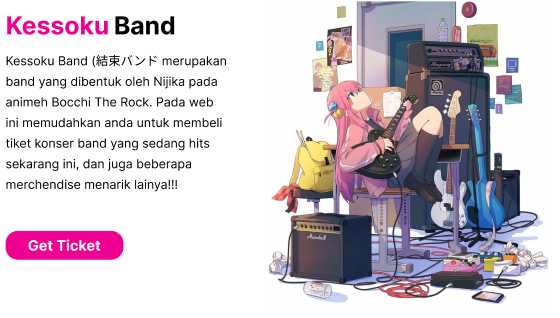 Kessoku Band
Kessoku Band (結束バンド merupakan
band yang dibentuk oleh Nijika pada
animeh Bocchi The Rock. Pada web
ini memudahkan anda untuk membeli
tiket konser band yang sedang hits
sekarang ini, dan juga beberapa
merchendise menarik lainya!!!
Get Ticket
Marshall